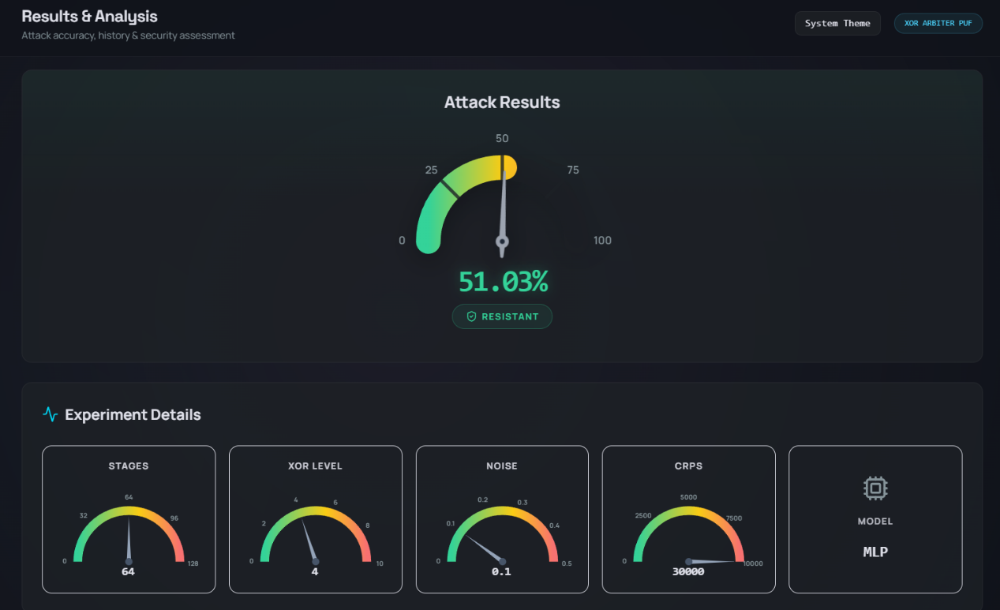 Results & Analysis
Attack accuracy, history & security assessment
System Theme
XOR ARBITER PUF
Attack Results
0
25
50
75
100
51.03%
RESISTANT
Experiment Details
STAGES
0
32
64
96
128
64
XOR LEVEL
0
2
4
6
8
10
4
NOISE
0
0.1
0.2
0.3
0.4
0.5
0.1
CRPS
0
2500
5000
7500
10000
30000
MODEL
MLP